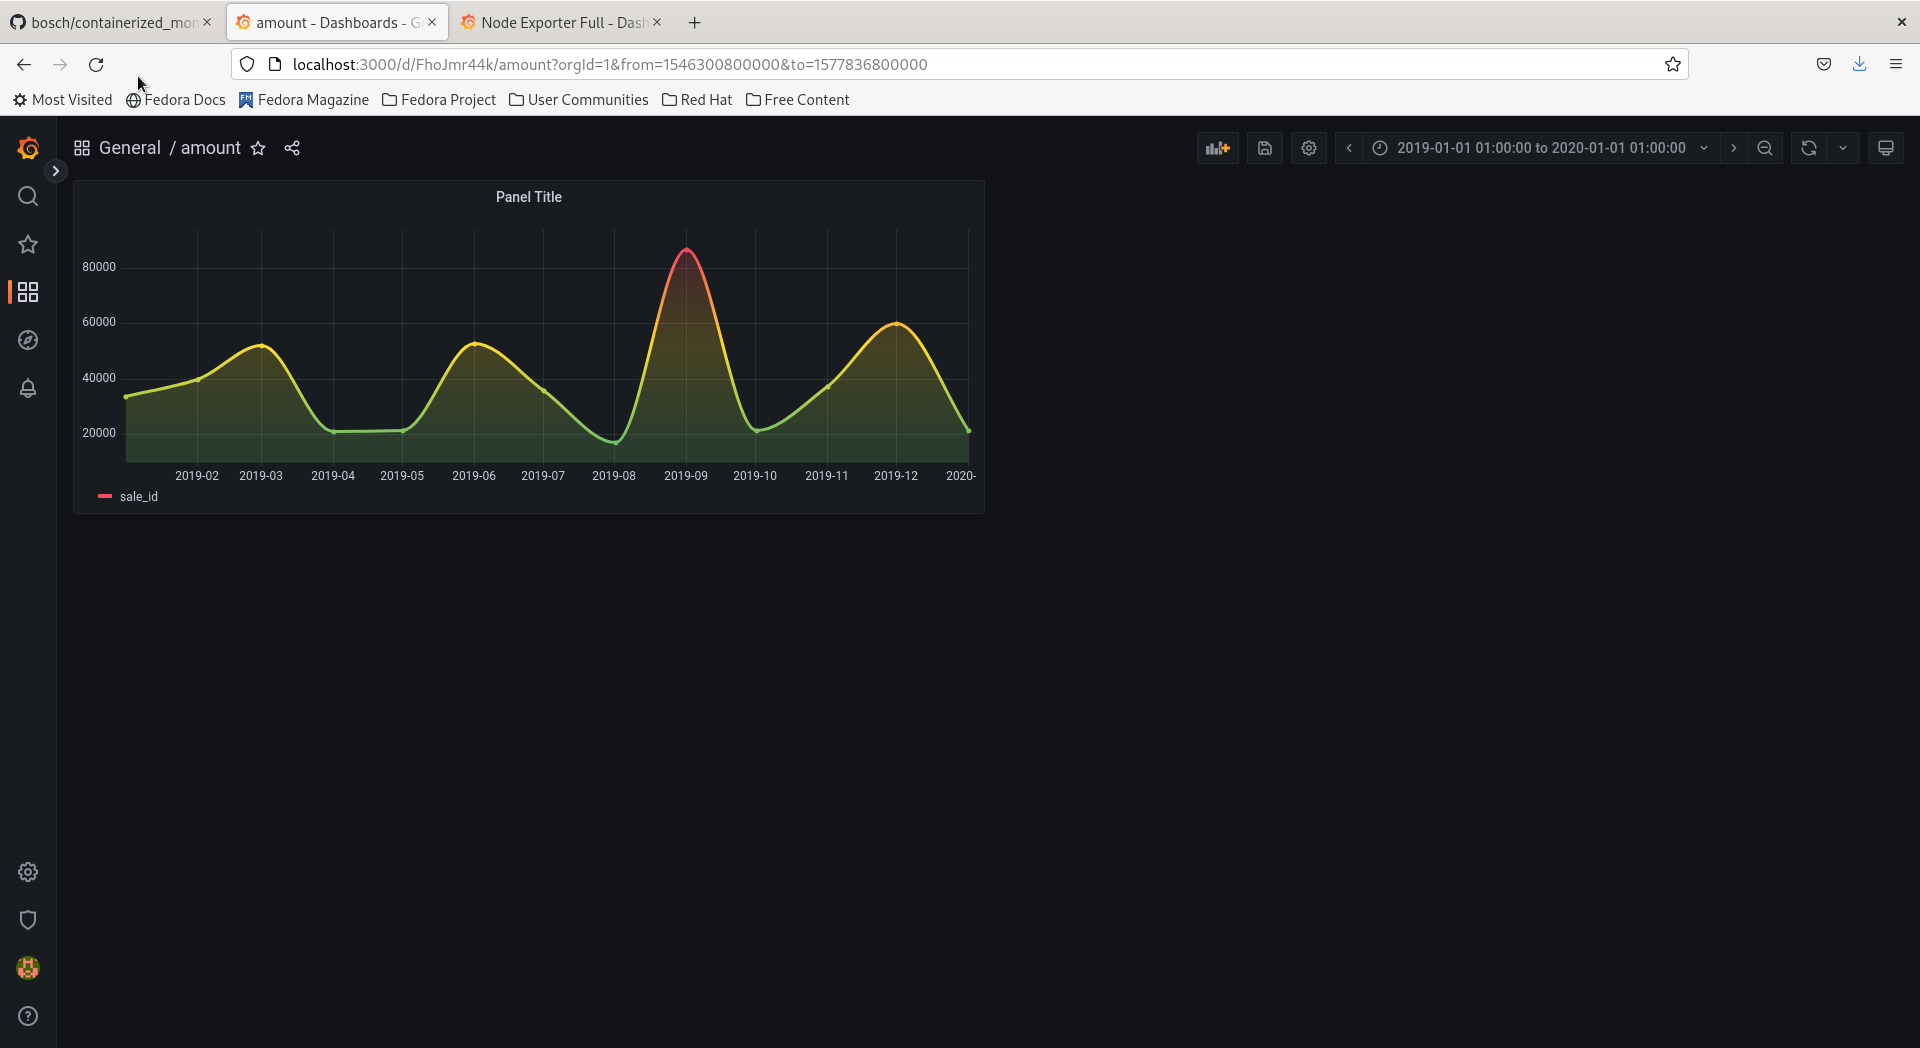 bosch/containerized_mon
amount - Dashboards - G
Node Exporter Full - Dash
localhost:3000/d/FhoJmr44k/amount?orgId=1&from=1546300800000&to=1577836800000
Most Visited Fedora Docs FM Fedora Magazine Fedora Project User Communities Red Hat Free Content
General / amount 2019-01-01 01:00:00 to 2020-01-01 01:00:00
Panel Title
80000
60000
40000
20000
2019-02 2019-03 2019-04 2019-05 2019-06 2019-07 2019-08 2019-09 2019-10 2019-11 2019-12 2020-
sale_id